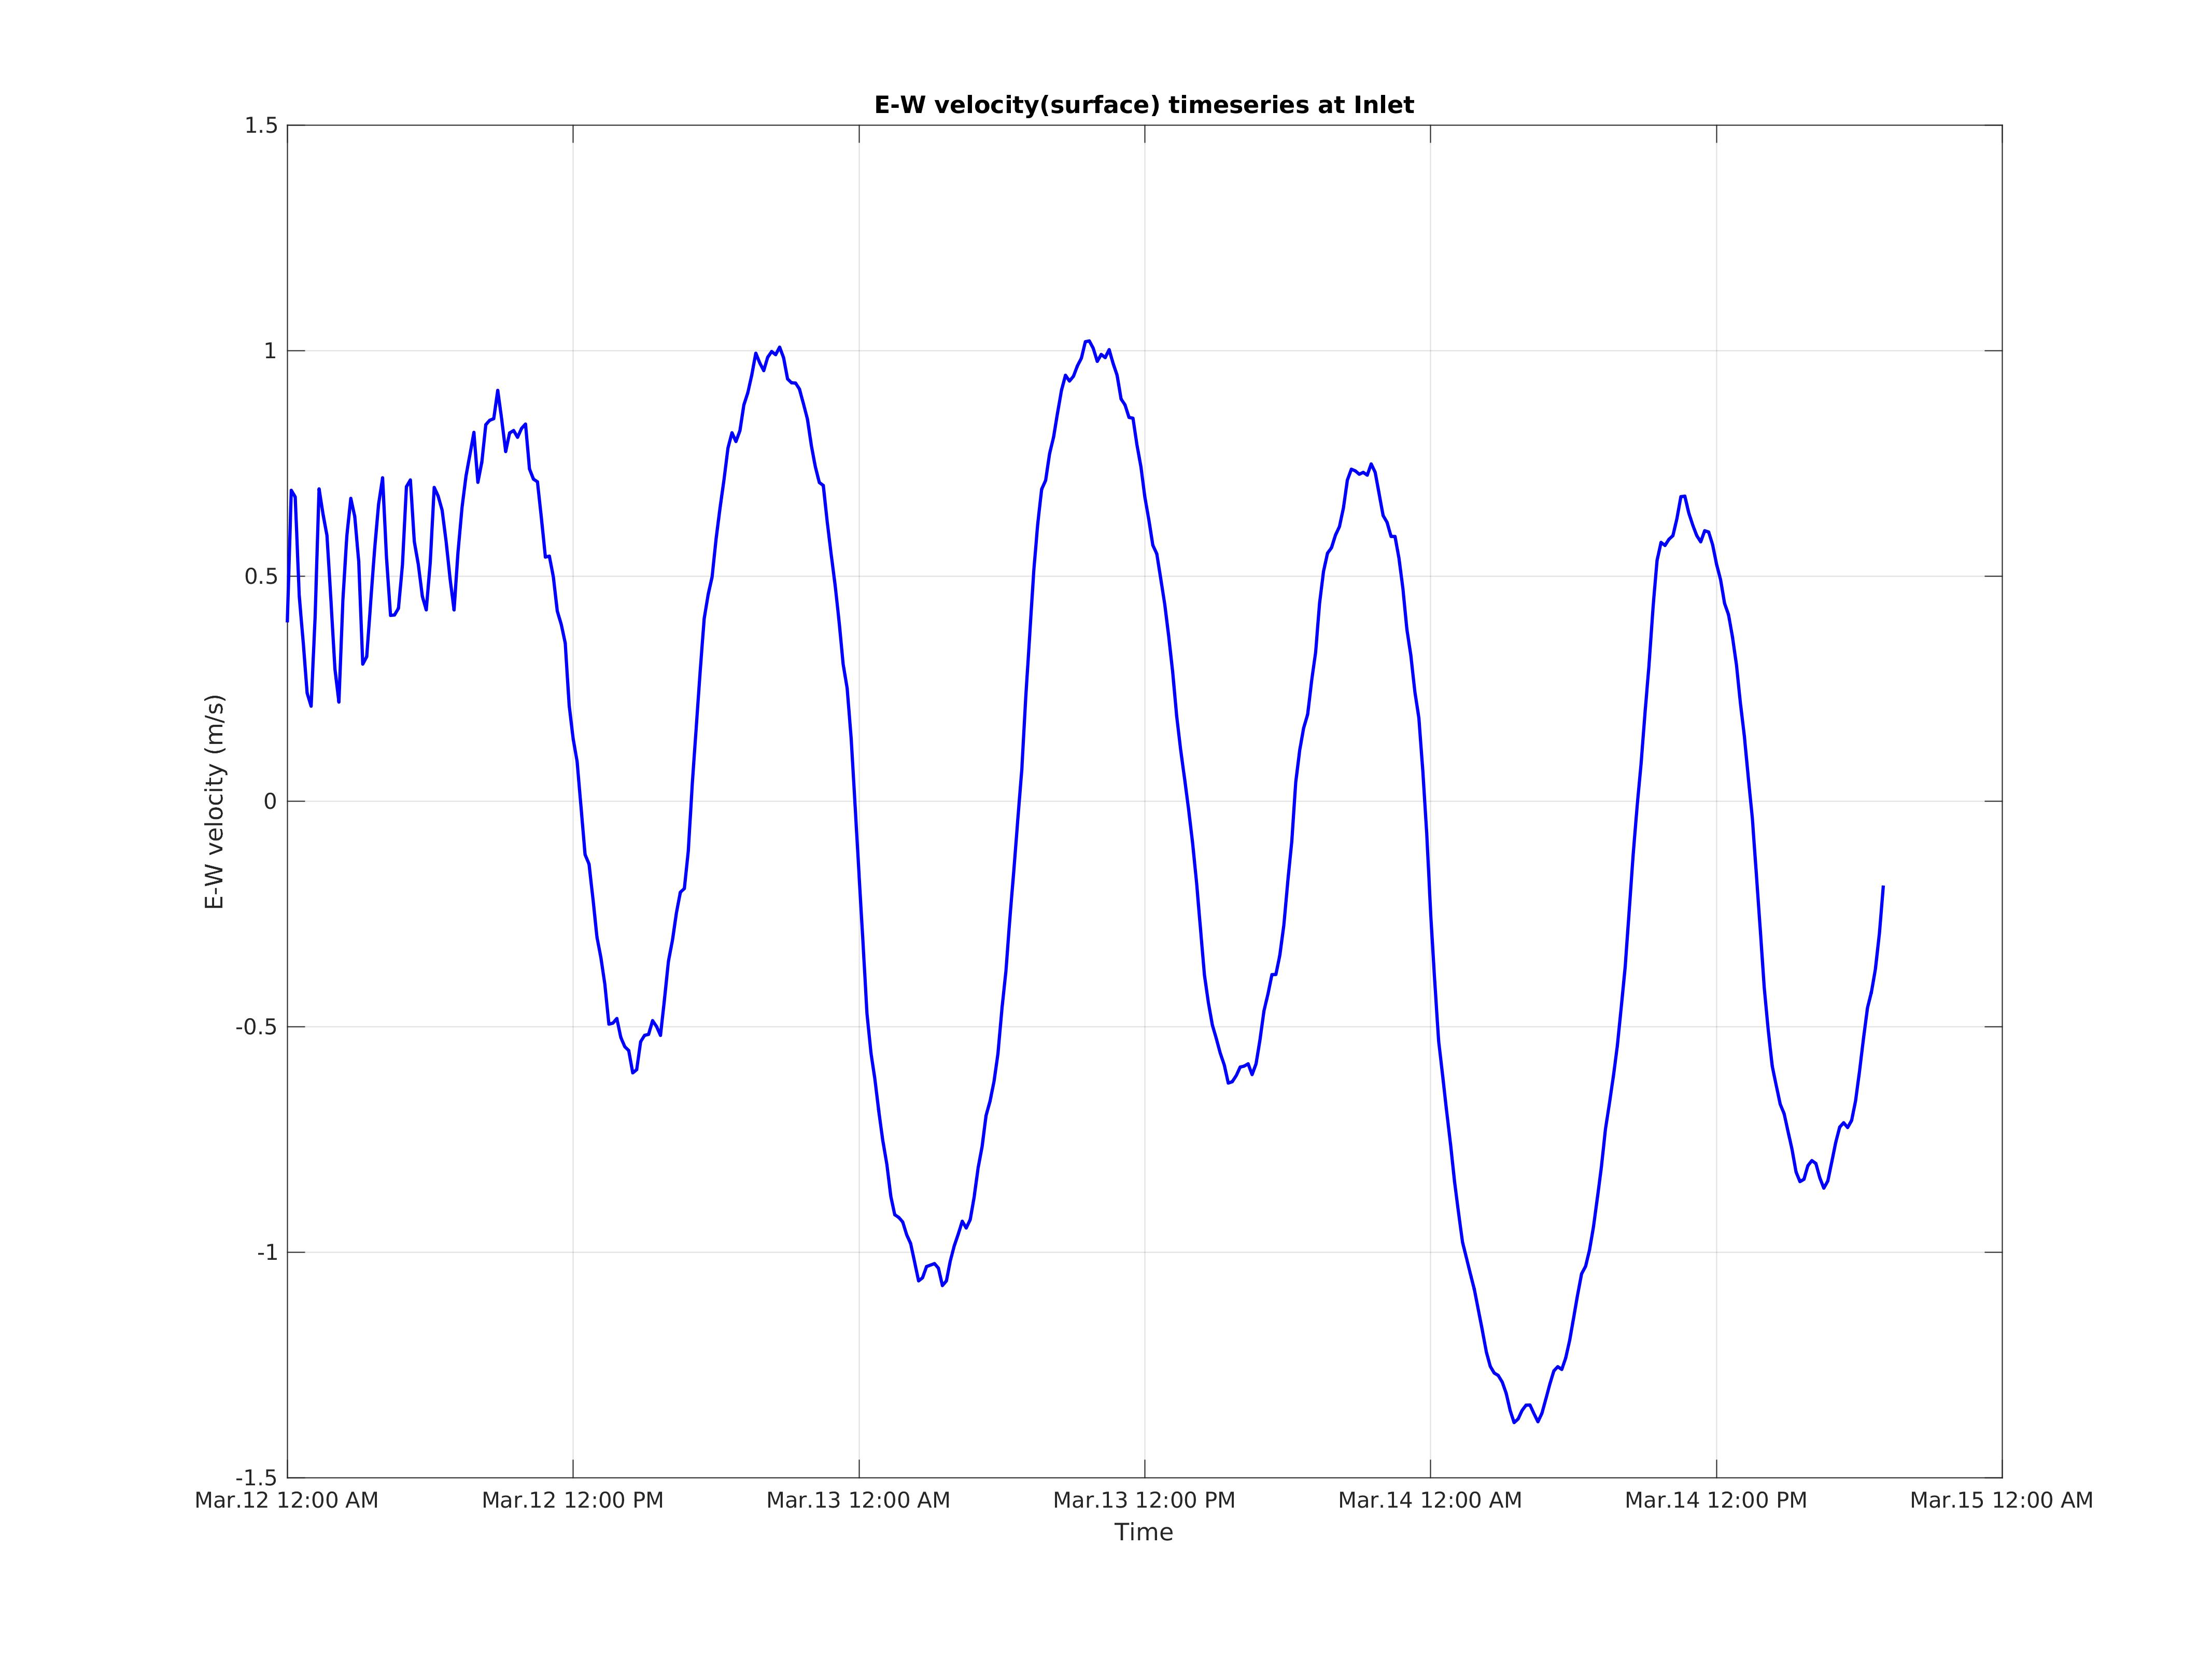 E-W velocity(surface) timeseries at Inlet
1.5
1
0.5
0
-0.5
-1
-1.5
E-W velocity (m/s)
Mar.12 12:00 AM Mar.12 12:00 PM Mar.13 12:00 AM Mar.13 12:00 PM Mar.14 12:00 AM Mar.14 12:00 PM Mar.15 12:00 AM
Time